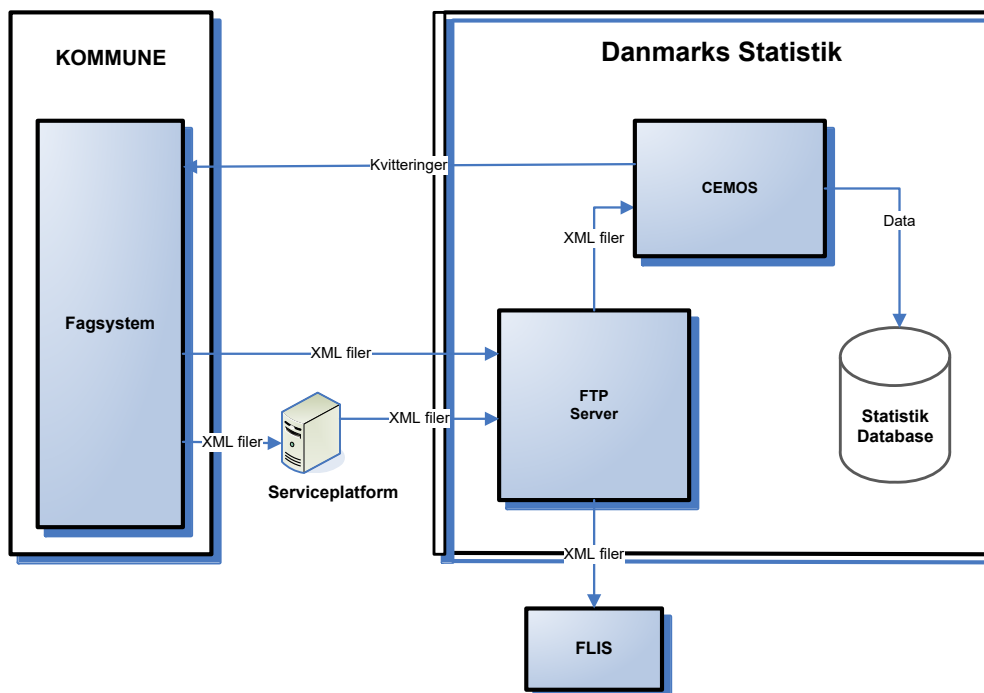 KOMMUNE
Danmarks Statistik
Kvitteringer
CEMOS
XML filer
Data
Fagsystem
XML filer
FTP
Server
XML filer
XML filer
Statistik
Database
Serviceplatform
XML filer
FLIS